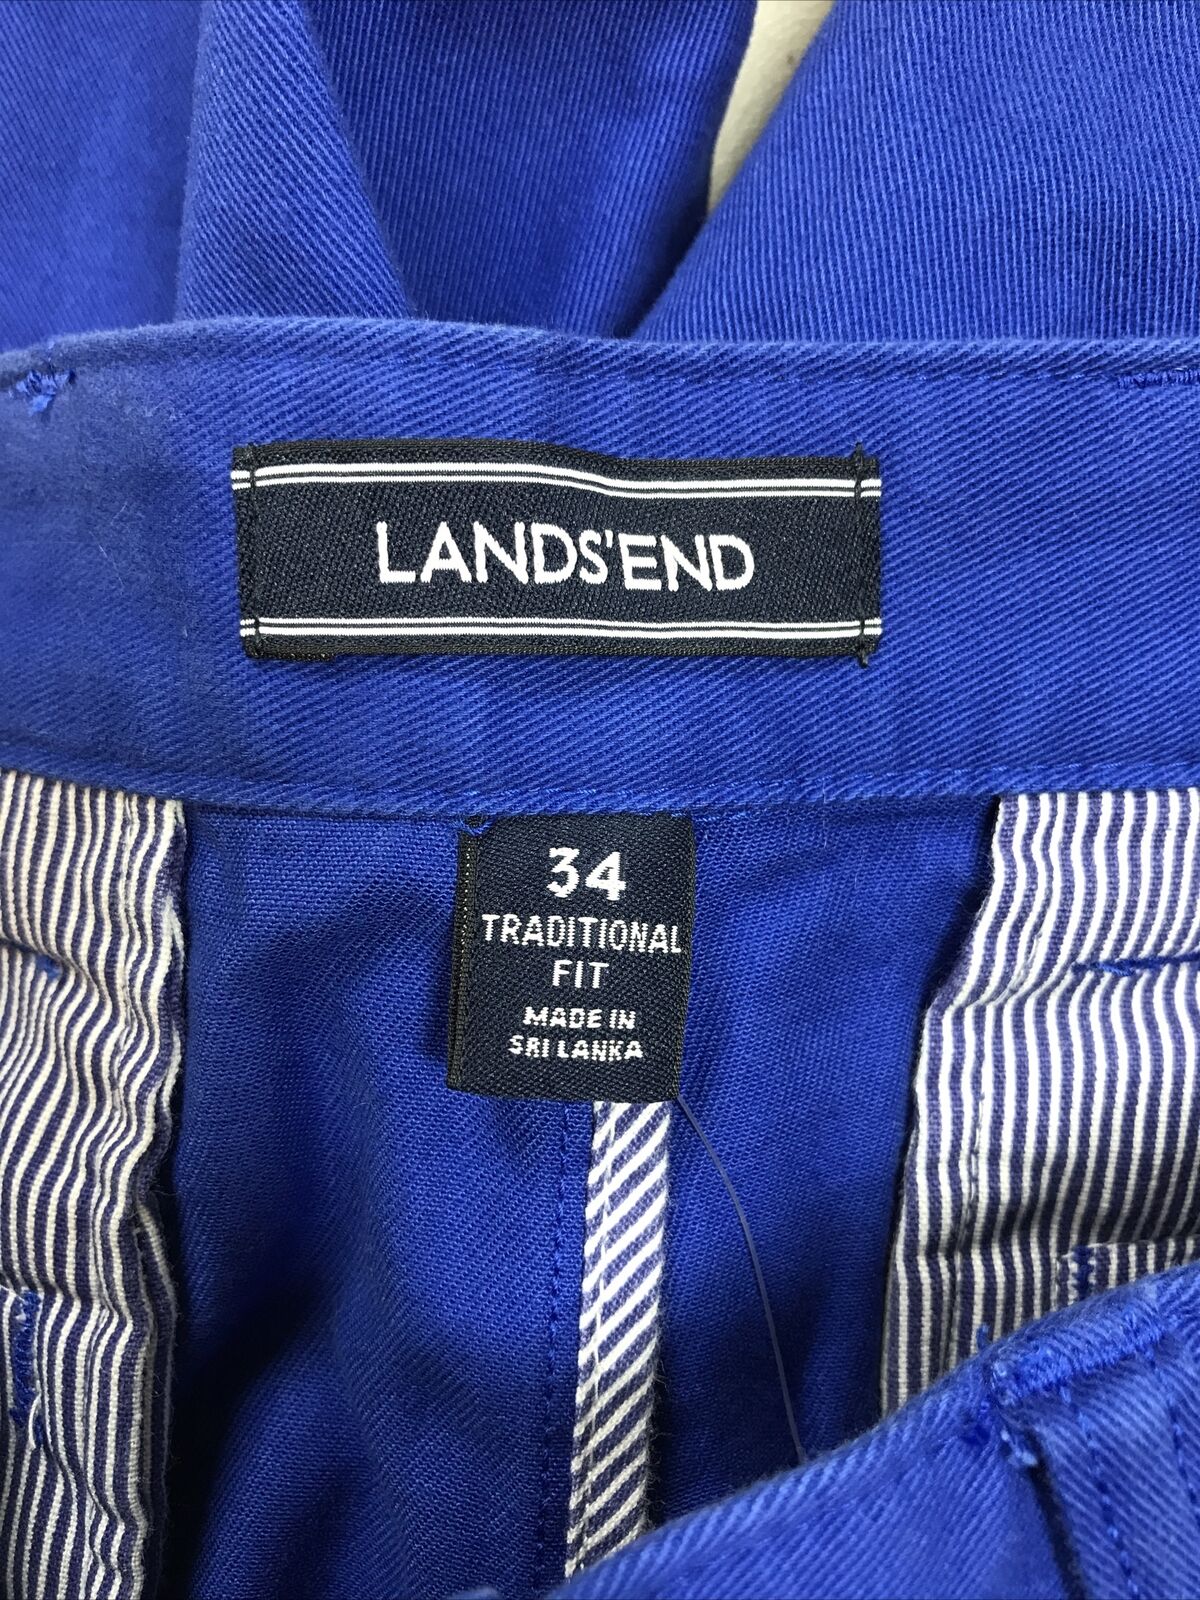 LANDS'END
34
TRADITIONAL
FIT
MADE IN
SRI LANKA